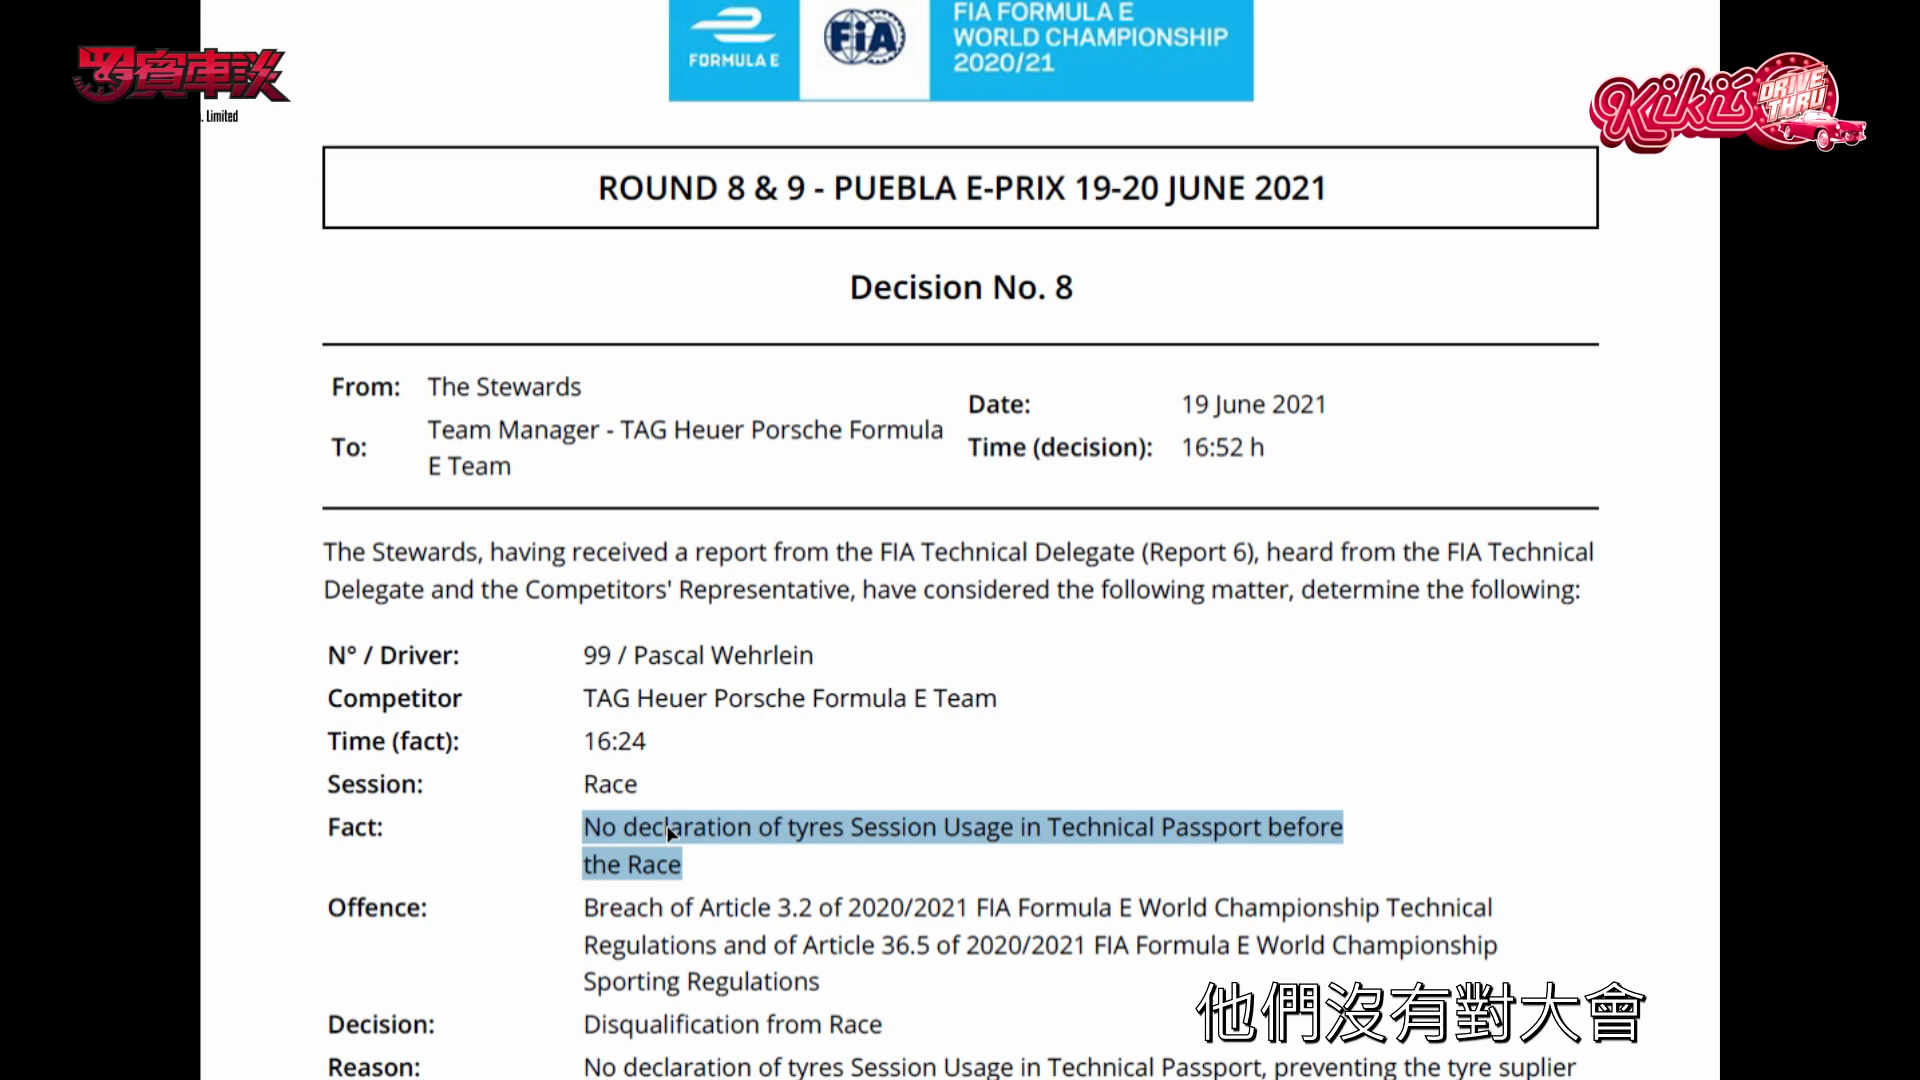 FORMULA E
FIA
FIA FORMULA E
WORLD CHAMPIONSHIP
2020/21
車談
. Limited
Kiki's
DRIVE
THRU
ROUND 8 & 9 - PUEBLA E-PRIX 19-20 JUNE 2021
Decision No. 8
From: The Stewards
To: Team Manager - TAG Heuer Porsche Formula
E Team
Date: 19 June 2021
Time (decision): 16:52 h
The Stewards, having received a report from the FIA Technical Delegate (Report 6), heard from the FIA Technical
Delegate and the Competitors' Representative, have considered the following matter, determine the following:
N° / Driver: 99 / Pascal Wehrlein
Competitor TAG Heuer Porsche Formula E Team
Time (fact): 16:24
Session: Race
Fact: No declaration of tyres Session Usage in Technical Passport before
the Race
Offence: Breach of Article 3.2 of 2020/2021 FIA Formula E World Championship Technical
Regulations and of Article 36.5 of 2020/2021 FIA Formula E World Championship
Sporting Regulations
Decision: Disqualification from Race
Reason: No declaration of tyres Session Usage in Technical Passport, preventing the tyre suplier
他們沒有對大會